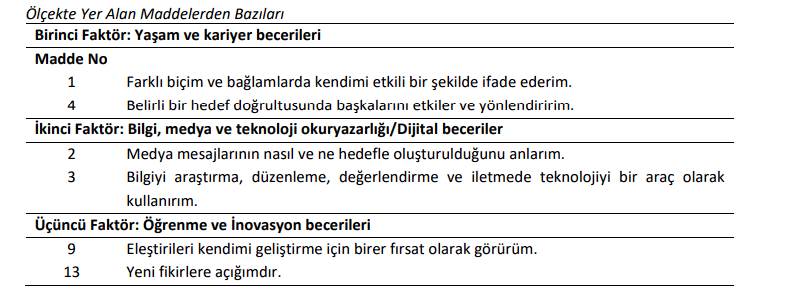 Ölçekte Yer Alan Maddelerden Bazıları
Birinci Faktör: Yaşam ve kariyer becerileri
Madde No
1 Farklı biçim ve bağlamlarda kendimi etkili bir şekilde ifade ederim.
4 Belirli bir hedef doğrultusunda başkalarını etkiler ve yönlendiririm.
İkinci Faktör: Bilgi, medya ve teknoloji okuryazarlığı/Dijital beceriler
2 Medya mesajlarının nasıl ve ne hedefle oluşturulduğunu anlarım.
3 Bilgiyi araştırma, düzenleme, değerlendirme ve iletmede teknolojiyi bir araç olarak
kullanırım.
Üçüncü Faktör: Öğrenme ve İnovasyon becerileri
9 Eleştirileri kendimi geliştirme için birer fırsat olarak görürüm.
13 Yeni fikirlere açığımdır.